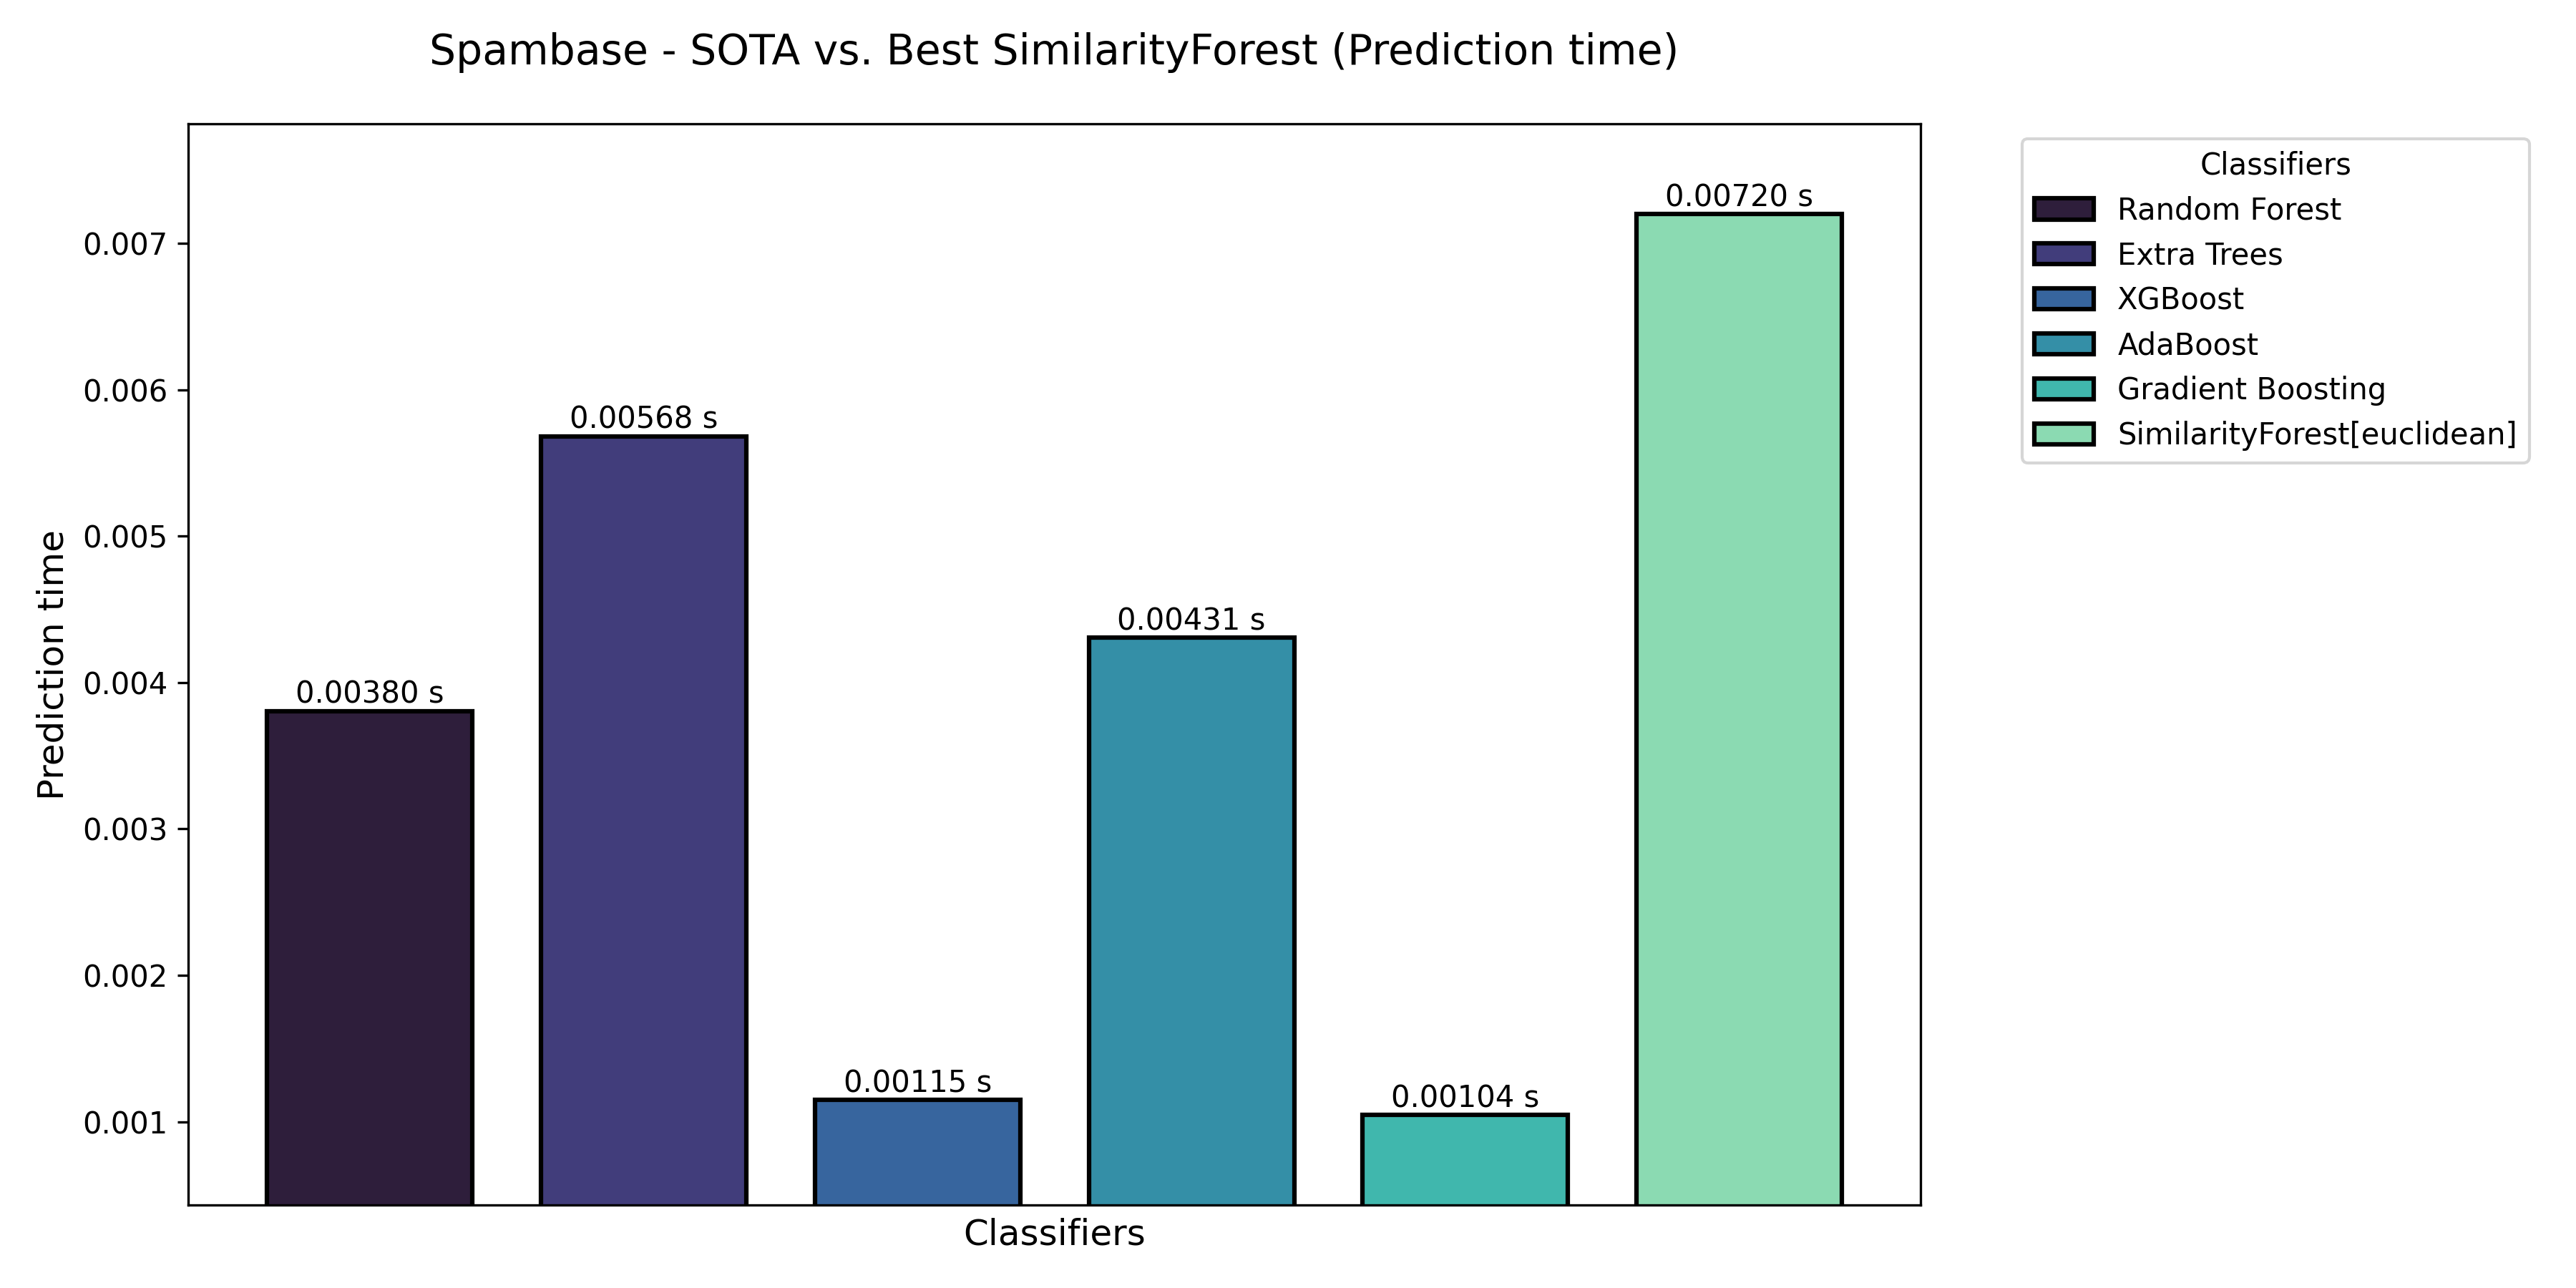 Spambase - SOTA vs. Best SimilarityForest (Prediction time)
Prediction time
0.007
0.006
0.005
0.004
0.003
0.002
0.001
0.00380 s
0.00568 s
0.00115 s
0.00431 s
0.00104 s
0.00720 s
Classifiers
Classifiers
Random Forest
Extra Trees
XGBoost
AdaBoost
Gradient Boosting
SimilarityForest[euclidean]